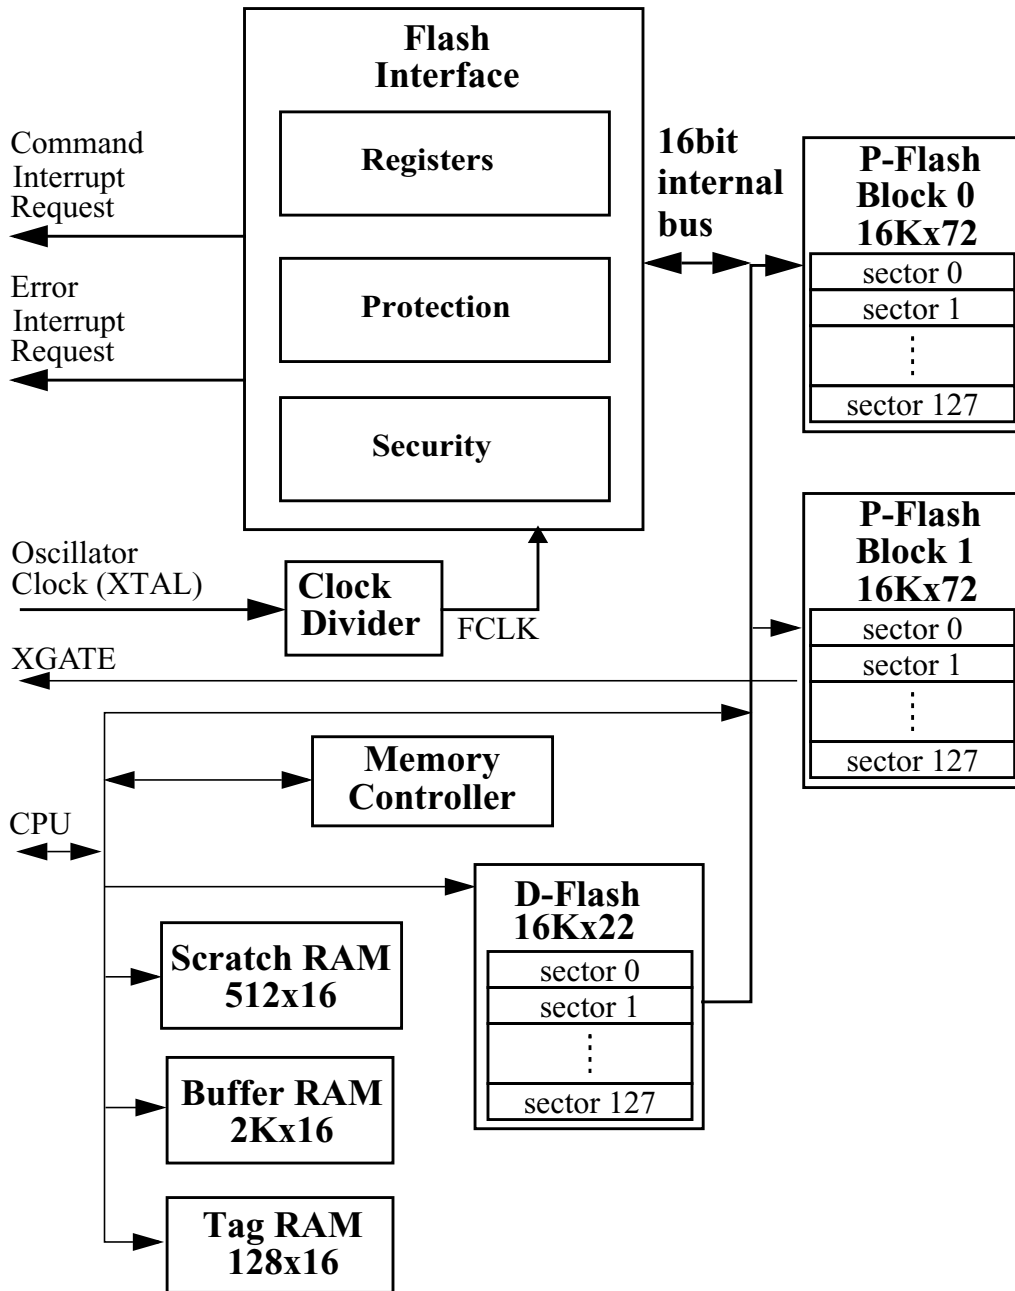 Flash
Interface
Registers
Protection
Security
Command
Interrupt
Request
Error
Interrupt
Request
16bit
internal
bus
P-Flash
Block 0
16Kx72
sector 0
sector 1
sector 127
P-Flash
Block 1
16Kx72
sector 0
sector 1
sector 127
Oscillator
Clock (XTAL)
Clock
Divider
FCLK
XGATE
Memory
Controller
CPU
D-Flash
16Kx22
sector 0
sector 1
sector 127
Scratch RAM
512x16
Buffer RAM
2Kx16
Tag RAM
128x16